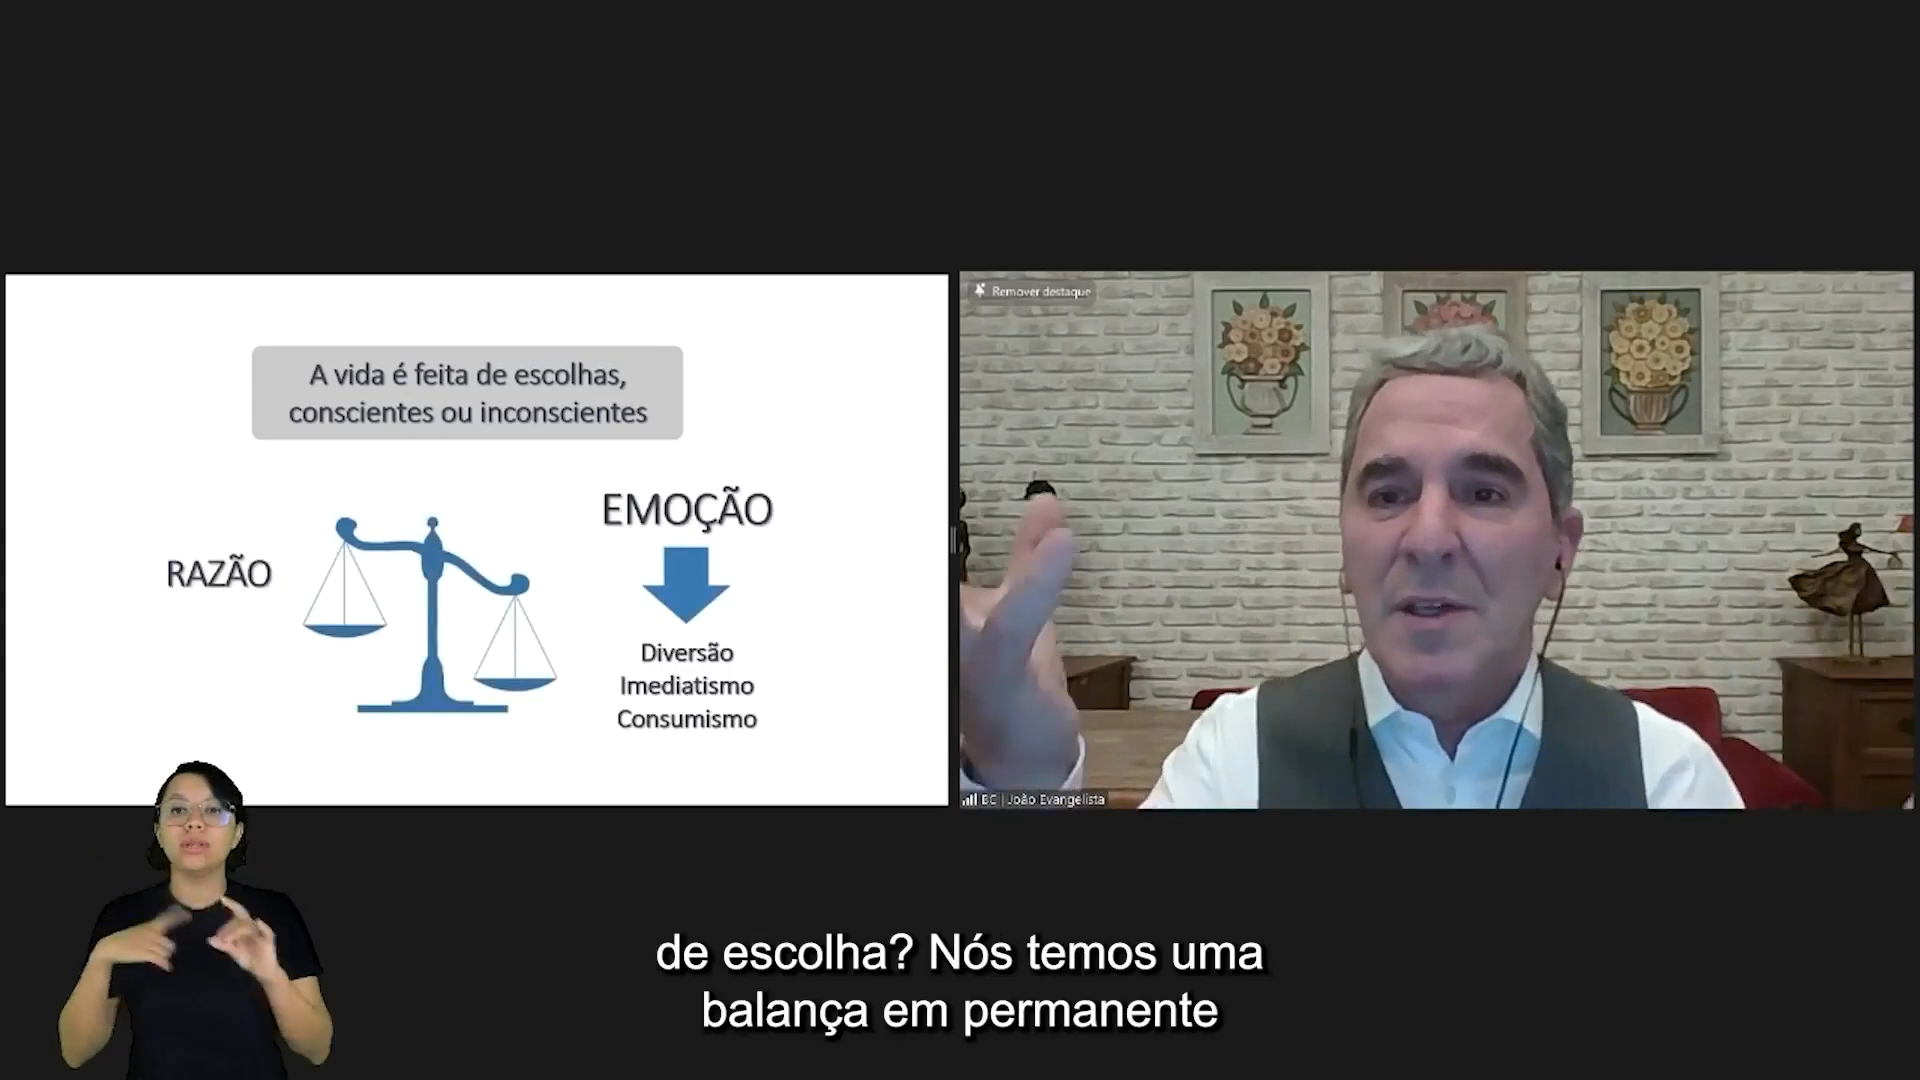 A vida é feita de escolhas,
conscientes ou inconscientes
EMOÇÃO
RAZÃO
Diversão
Imediatismo
Consumismo
Remover destaque
BC | João Evangelista
de escolha? Nós temos uma
balança em permanente